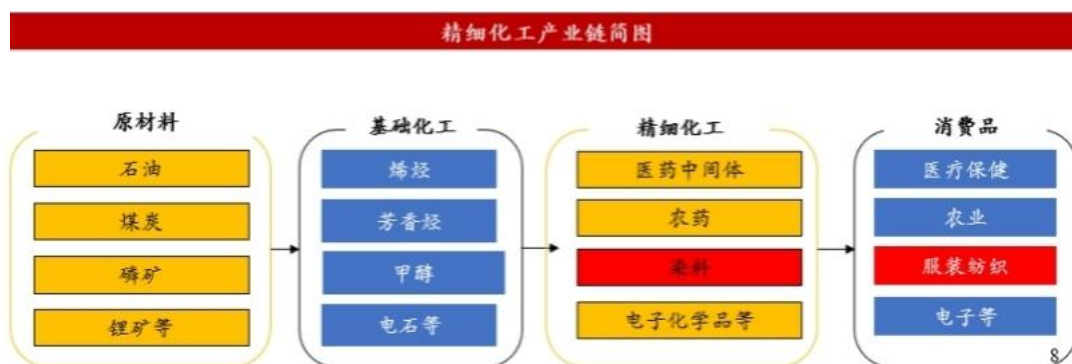 精细化工产业链简图
原材料
石油
煤炭
磷矿
锂矿等
基础化工
烯烃
芳香烃
甲醇
电石等
精细化工
医药中间体
农药
染料
电子化学品等
消费品
医疗保健
农业
服装纺织
电子等
8